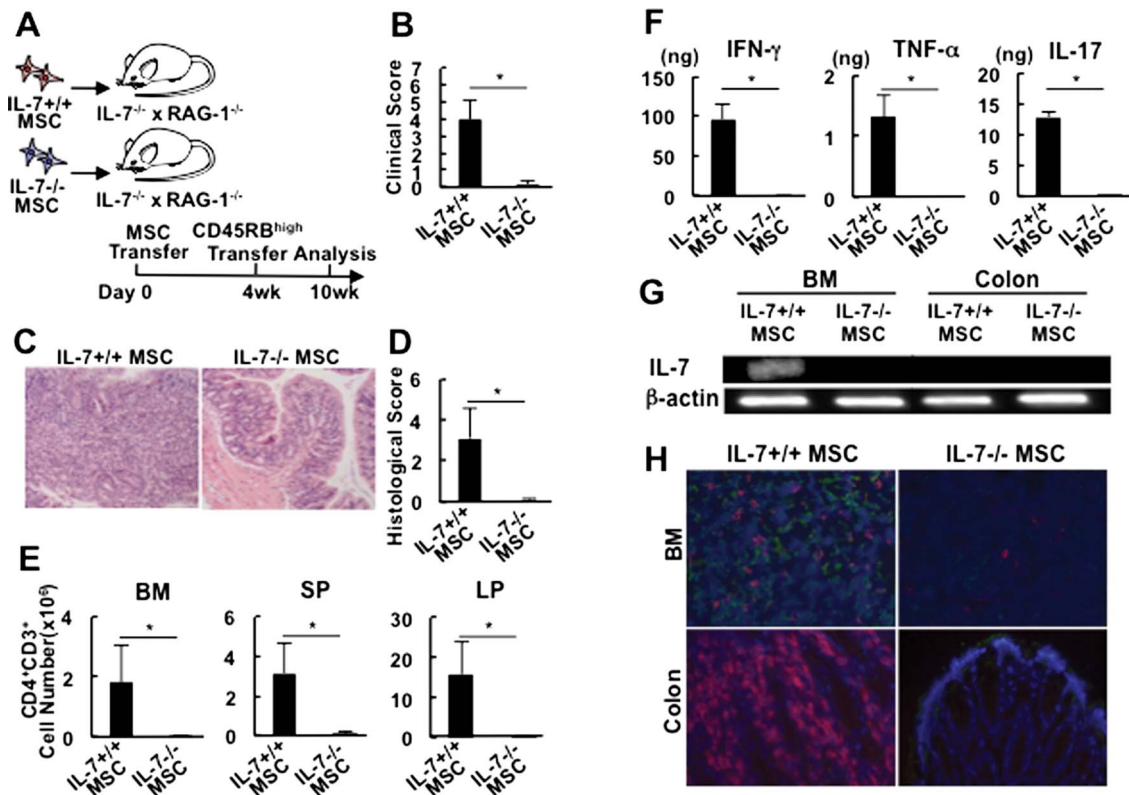 A
IL-7+/+
MSC
IL-7-/- x RAG-1-/-
IL-7-/-
MSC
IL-7-/- x RAG-1-/-
MSC
Transfer
CD45RBhigh
Transfer
Analysis
Day 0
4wk
10wk
B
Clinical Score
7
6
5
4
3
2
1
0
*
IL-7+/+
MSC
IL-7-/-
MSC
C
IL-7+/+ MSC
IL-7-/- MSC
D
Histological Score
6
4
2
0
*
IL-7+/+
MSC
IL-7-/-
MSC
E
CD4+CD3+
Cell Number(x10⁶)
BM
4
2
0
*
IL-7+/+
MSC
IL-7-/-
MSC
SP
6
4
2
0
*
IL-7+/+
MSC
IL-7-/-
MSC
LP
30
20
10
0
*
IL-7+/+
MSC
IL-7-/-
MSC
F
IFN-γ
(ng)
150
100
50
0
*
IL-7+/+
MSC
IL-7-/-
MSC
TNF-α
(ng)
2
1
0
*
IL-7+/+
MSC
IL-7-/-
MSC
IL-17
(ng)
20
15
10
5
0
*
IL-7+/+
MSC
IL-7-/-
MSC
G
BM
Colon
IL-7+/+
MSC
IL-7-/-
MSC
IL-7+/+
MSC
IL-7-/-
MSC
IL-7
β-actin
H
IL-7+/+ MSC
IL-7-/- MSC
BM
Colon